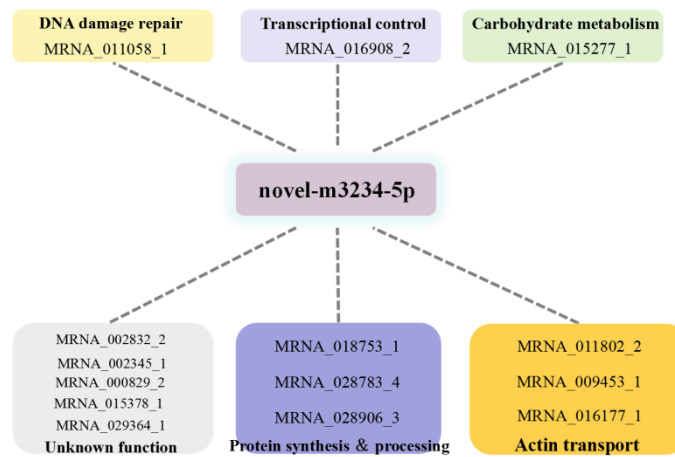 DNA damage repair
MRNA_011058_1
Transcriptional control
MRNA_016908_2
Carbohydrate metabolism
MRNA_015277_1
novel-m3234-5p
MRNA_002832_2
MRNA_002345_1
MRNA_000829_2
MRNA_015378_1
MRNA_029364_1
Unknown function
MRNA_018753_1
MRNA_028783_4
MRNA_028906_3
Protein synthesis & processing
MRNA_011802_2
MRNA_009453_1
MRNA_016177_1
Actin transport